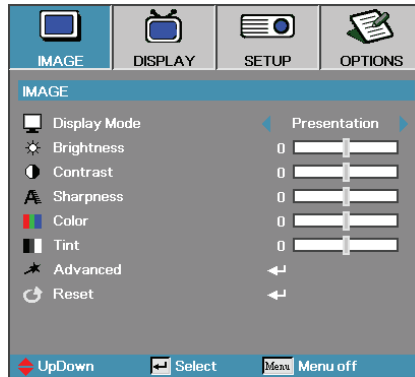 IMAGE DISPLAY SETUP OPTIONS
IMAGE
Display Mode Presentation
Brightness 0
Contrast 0
Sharpness 0
Color 0
Tint 0
Advanced
Reset
UpDown Select Menu Menu off